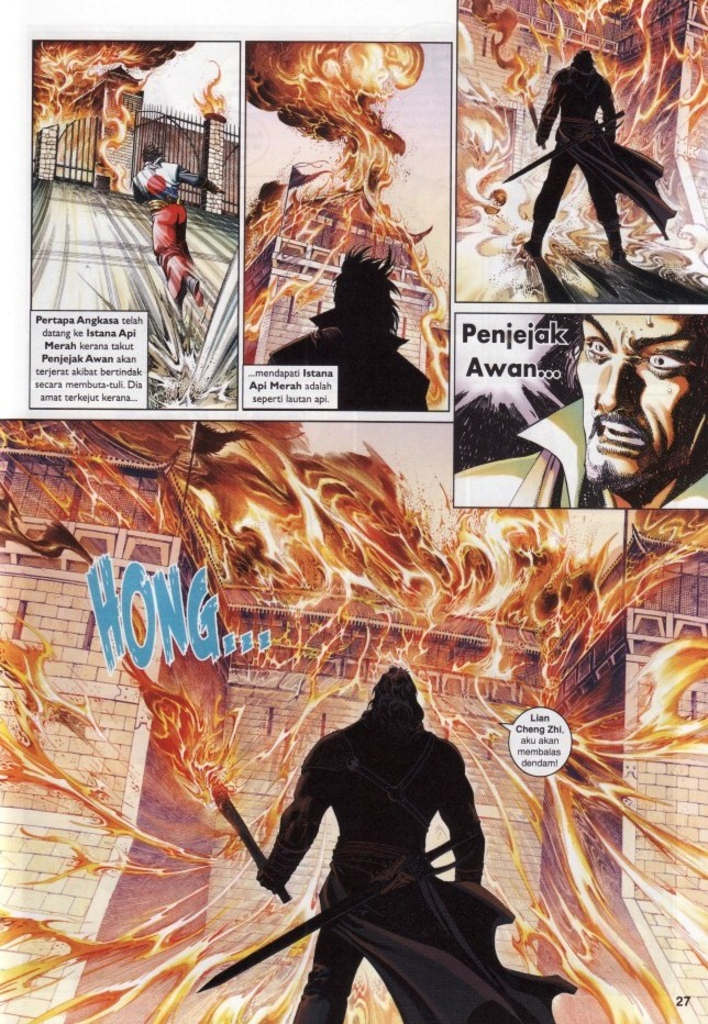 Pertapa Angkasa telah
datang ke Istana Api
Merah kerana takut
Penjejak Awan akan
terjerat akibat bertindak
secara membuta-tuli. Dia
amat terkejut kerana...
...mendapati Istana
Api Merah adalah
seperti lautan api.
Penjejak
Awan...
HONG...
Lian
Cheng Zhi,
aku akan
membalas
dendam!
27